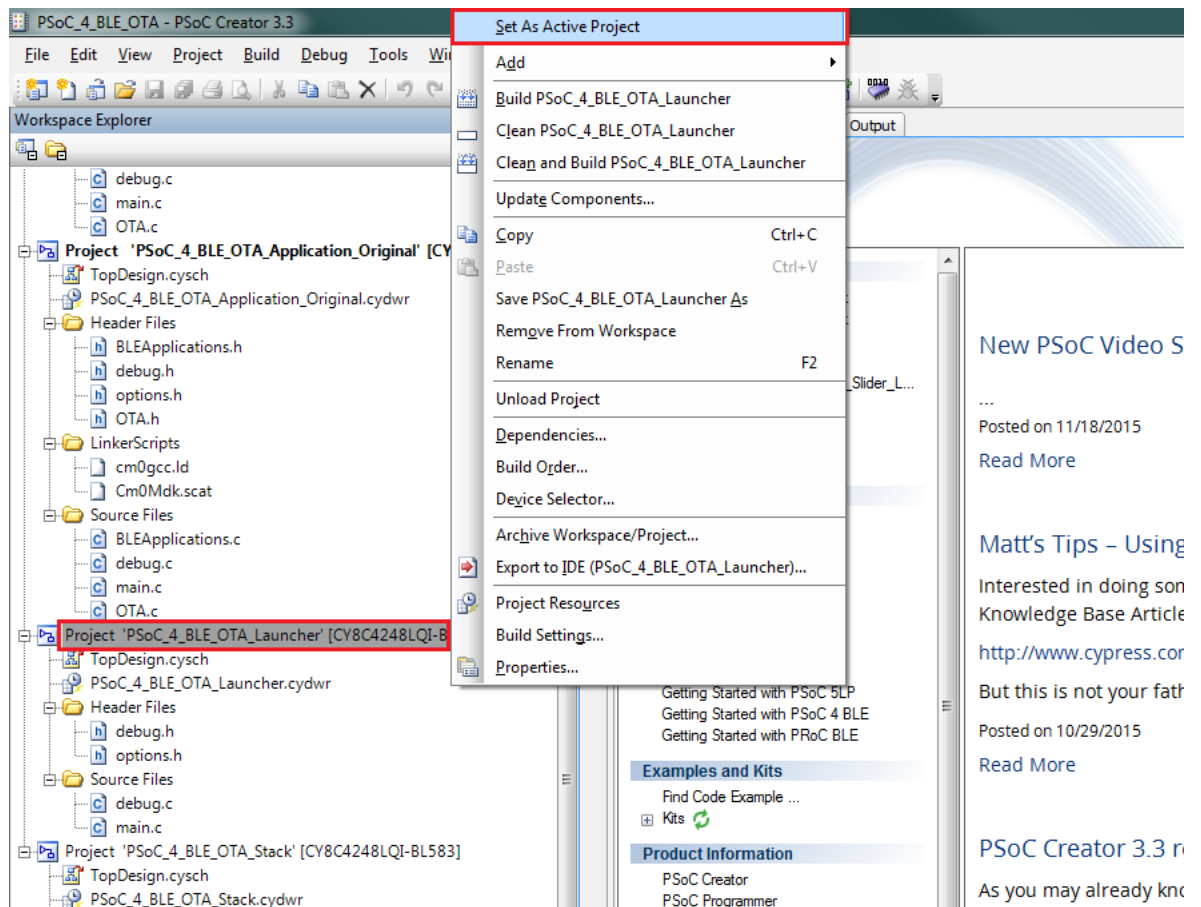 PSoC_4_BLE_OTA - PSoC Creator 3.3
File Edit View Project Build Debug Tools
Workspace Explorer
debug.c
main.c
OTA.c
Project 'PSoC_4_BLE_OTA_Application_Original' [CY
TopDesign.cysch
PSoC_4_BLE_OTA_Application_Original.cydwr
Header Files
BLEApplications.h
debug.h
options.h
OTA.h
LinkerScripts
cm0gcc.ld
Cm0Mdk.scat
Source Files
BLEApplications.c
debug.c
main.c
OTA.c
Project 'PSoC_4_BLE_OTA_Launcher' [CY8C4248LQI-B
TopDesign.cysch
PSoC_4_BLE_OTA_Launcher.cydwr
Header Files
debug.h
options.h
Source Files
debug.c
main.c
Project 'PSoC_4_BLE_OTA_Stack' [CY8C4248LQI-BL583]
TopDesign.cysch
PSoC_4_BLE_OTA_Stack.cydwr
Set As Active Project
Add
Build PSoC_4_BLE_OTA_Launcher
Clean PSoC_4_BLE_OTA_Launcher
Clean and Build PSoC_4_BLE_OTA_Launcher
Update Components...
Copy Ctrl+C
Paste Ctrl+V
Save PSoC_4_BLE_OTA_Launcher As
Remove From Workspace
Rename F2
Unload Project
Dependencies...
Build Order...
Device Selector...
Archive Workspace/Project...
Export to IDE (PSoC_4_BLE_OTA_Launcher)...
Project Resources
Build Settings...
Properties...
Output
_Slider_L...
Getting Started with PSoC 5LP
Getting Started with PSoC 4 BLE
Getting Started with PRoC BLE
Examples and Kits
Find Code Example ...
Kits
Product Information
PSoC Creator
PSoC Programmer
New PSoC Video S
...
Posted on 11/18/2015
Read More
Matt's Tips – Using
Interested in doing som
Knowledge Base Article
http://www.cypress.cor
But this is not your fath
Posted on 10/29/2015
Read More
PSoC Creator 3.3 r
As you may already kno